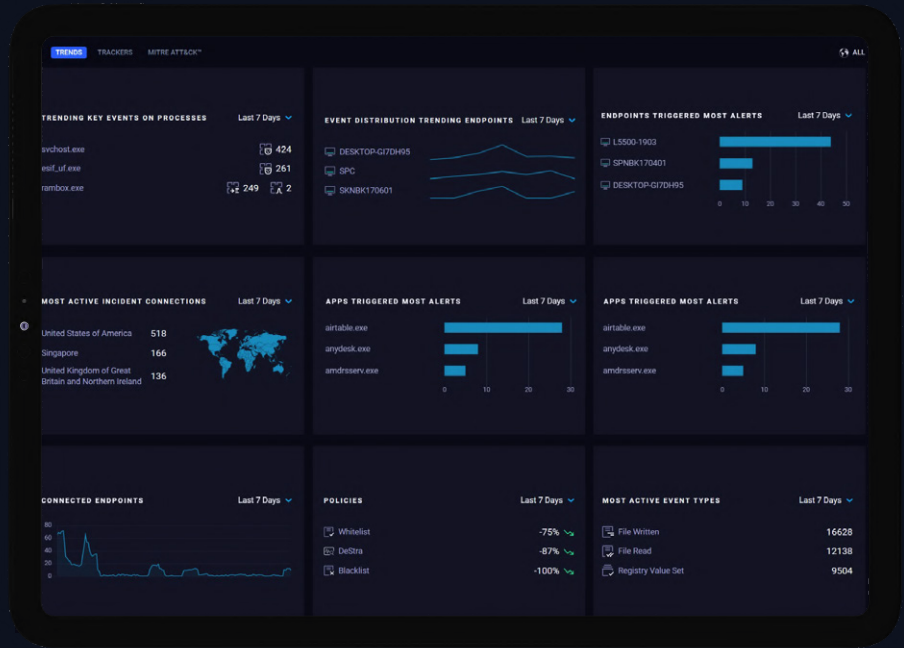 TRENDS TRACKERS MITRE ATT&CK™ ALL
TRENDING KEY EVENTS ON PROCESSES Last 7 Days
svchost.exe 424
esif_uf.exe 261
rambox.exe 249 2
EVENT DISTRIBUTION TRENDING ENDPOINTS Last 7 Days
DESKTOP-GI7DH95
SPC
SKNBK170601
ENDPOINTS TRIGGERED MOST ALERTS Last 7 Days
L5500-1903
SPNBK170401
DESKTOP-GI7DH95
0 10 20 30 40 50
MOST ACTIVE INCIDENT CONNECTIONS Last 7 Days
United States of America 518
Singapore 166
United Kingdom of Great
Britain and Northern Ireland 136
APPS TRIGGERED MOST ALERTS Last 7 Days
airtable.exe
anydesk.exe
amdrsserv.exe
0 10 20 30
APPS TRIGGERED MOST ALERTS Last 7 Days
airtable.exe
anydesk.exe
amdrsserv.exe
0 10 20 30
CONNECTED ENDPOINTS Last 7 Days
80
60
40
20
0
POLICIES Last 7 Days
Whitelist -75%
DeStra -87%
Blacklist -100%
MOST ACTIVE EVENT TYPES Last 7 Days
File Written 16628
File Read 12138
Registry Value Set 9504